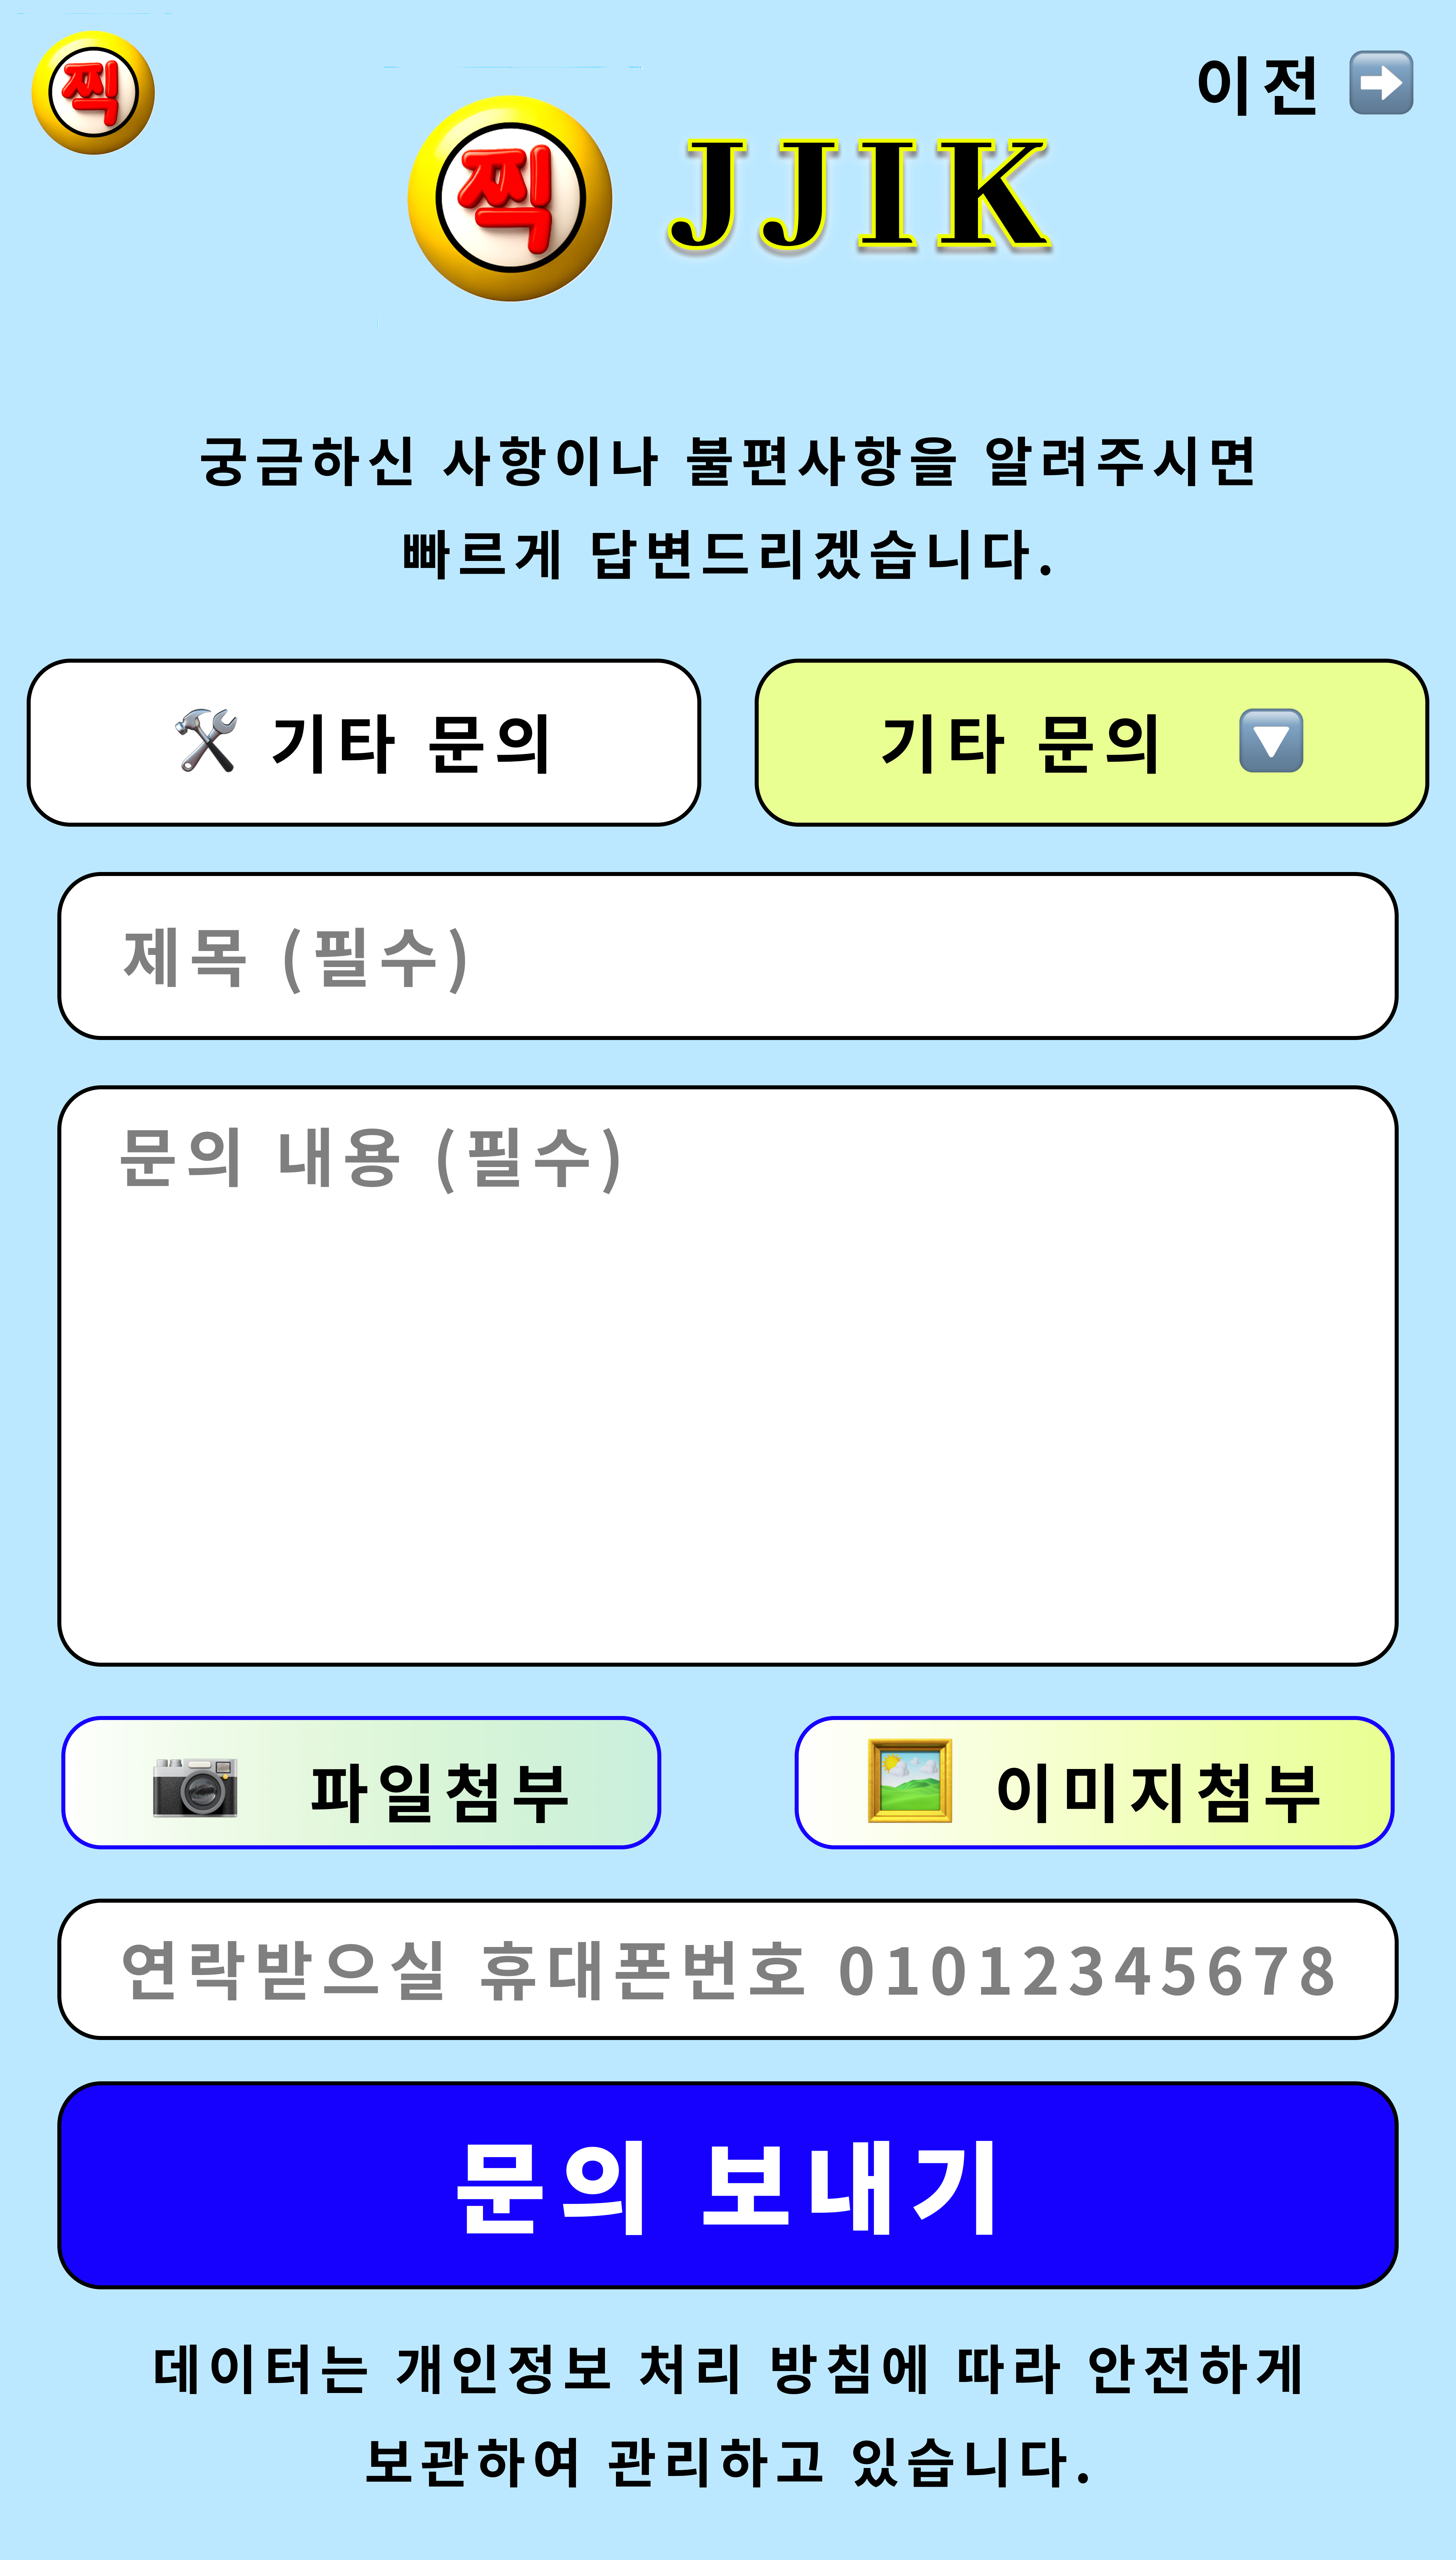 찍
이전 ➡️
찍 JJIK
궁금하신 사항이나 불편사항을 알려주시면
빠르게 답변드리겠습니다.
🛠️ 기타 문의
기타 문의 🔽
제목 (필수)
문의 내용 (필수)
📷 파일첨부
🖼️ 이미지첨부
연락받으실 휴대폰번호 01012345678
문의 보내기
데이터는 개인정보 처리 방침에 따라 안전하게
보관하여 관리하고 있습니다.